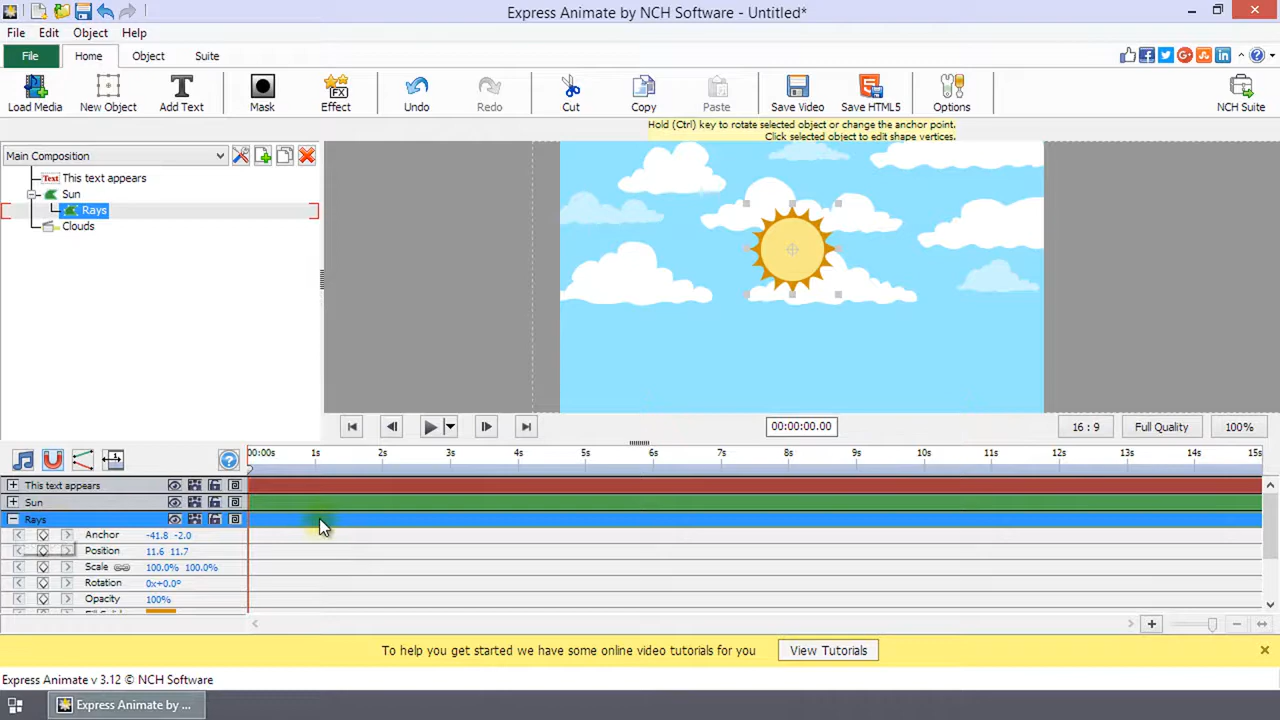 Express Animate by NCH Software - Untitled*
File Edit Object Help
File Home Object Suite
Load Media New Object Add Text Mask Effect Undo Redo Cut Copy Paste Save Video Save HTML5 Options NCH Suite
Hold (Ctrl) key to rotate selected object or change the anchor point.
Click selected object to edit shape vertices.
Main Composition
Text This text appears
Sun
Rays
Clouds
00:00:00.00 16 : 9 Full Quality 100%
00:00s 1s 2s 3s 4s 5s 6s 7s 8s 9s 10s 11s 12s 13s 14s 15s
This text appears
Sun
Rays
Anchor -41.8 -2.0
Position 11.6 11.7
Scale 100.0% 100.0%
Rotation 0x+0.0º
Opacity 100%
To help you get started we have some online video tutorials for you View Tutorials
Express Animate v 3.12 © NCH Software
Express Animate by ...